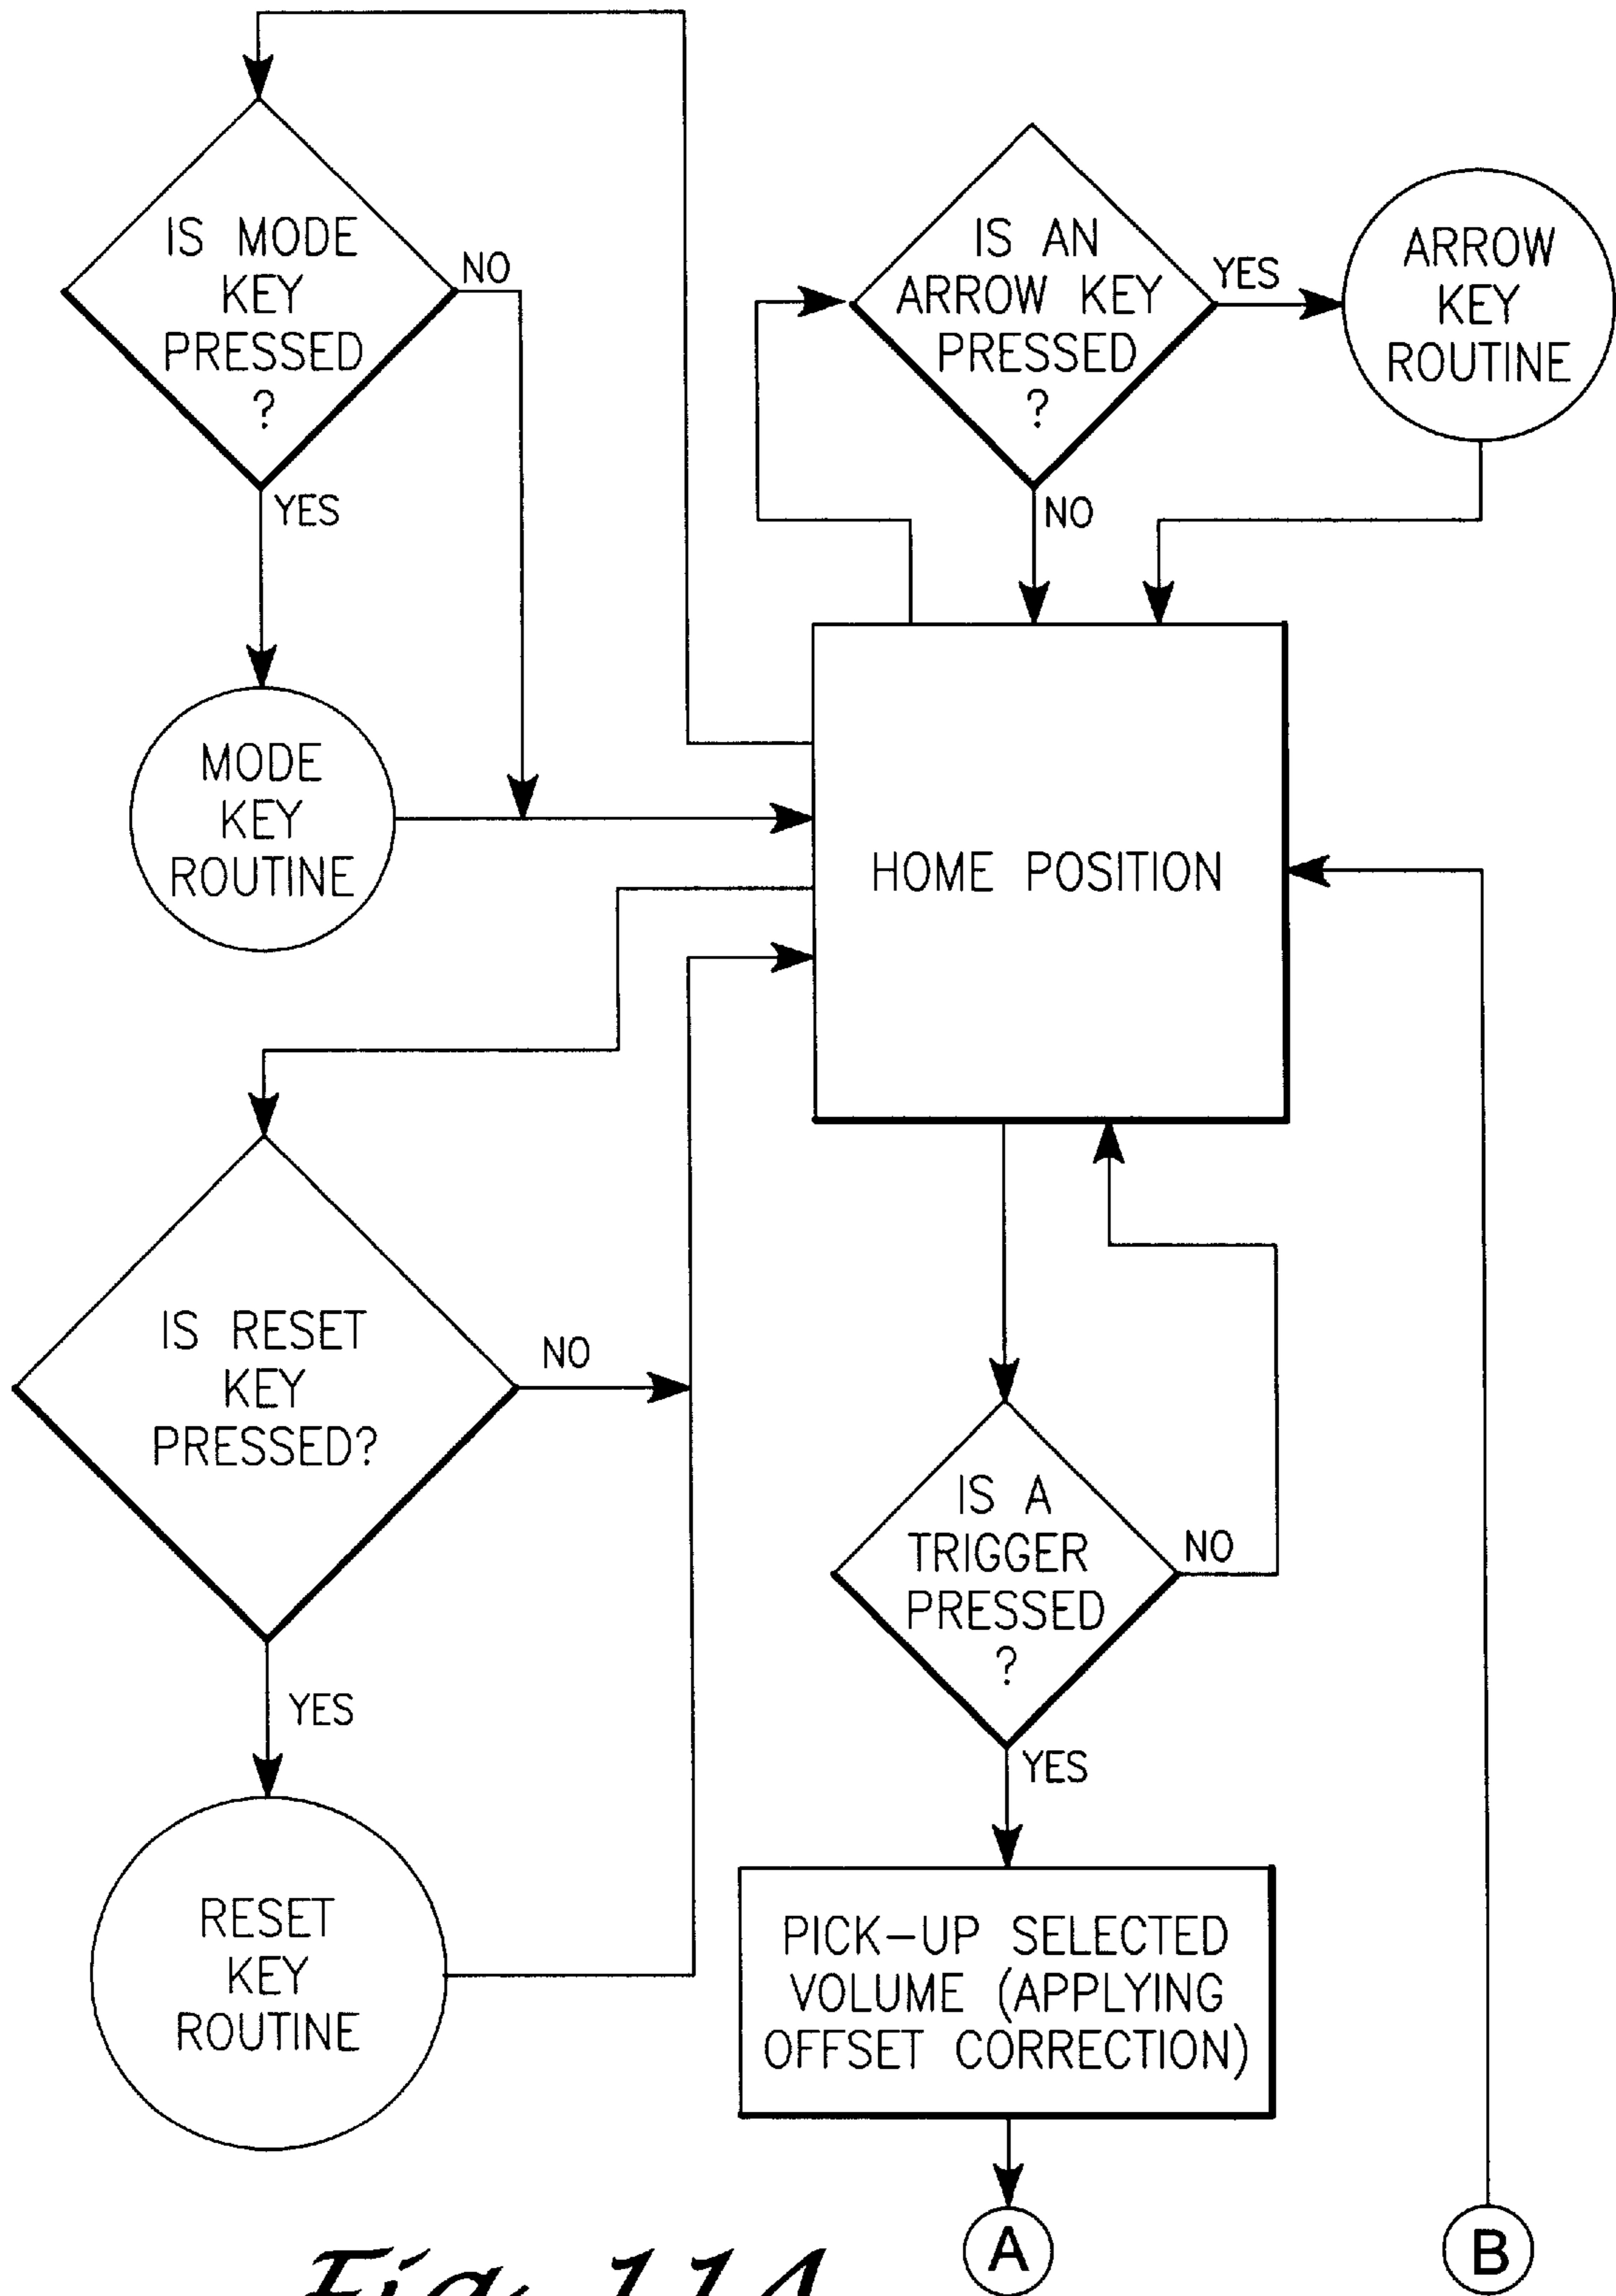 IS MODE
KEY
PRESSED
?
NO
YES
MODE
KEY
ROUTINE
IS AN
ARROW KEY
PRESSED
?
YES
NO
ARROW
KEY
ROUTINE
HOME POSITION
IS RESET
KEY
PRESSED?
NO
YES
RESET
KEY
ROUTINE
IS A
TRIGGER
PRESSED
?
NO
YES
PICK-UP SELECTED
VOLUME (APPLYING
OFFSET CORRECTION)
A
B
Fig. 11A